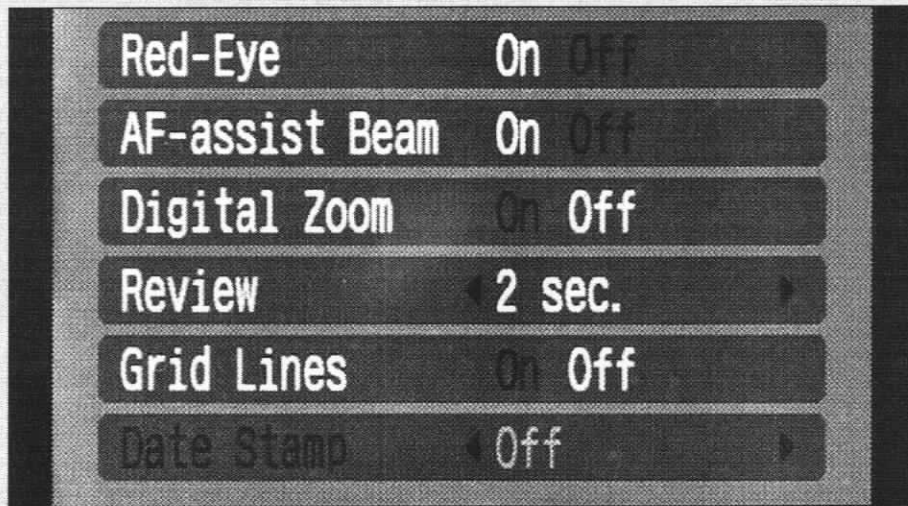 Red-Eye On Off
AF-assist Beam On Off
Digital Zoom On Off
Review 2 sec.
Grid Lines On Off
Date Stamp Off